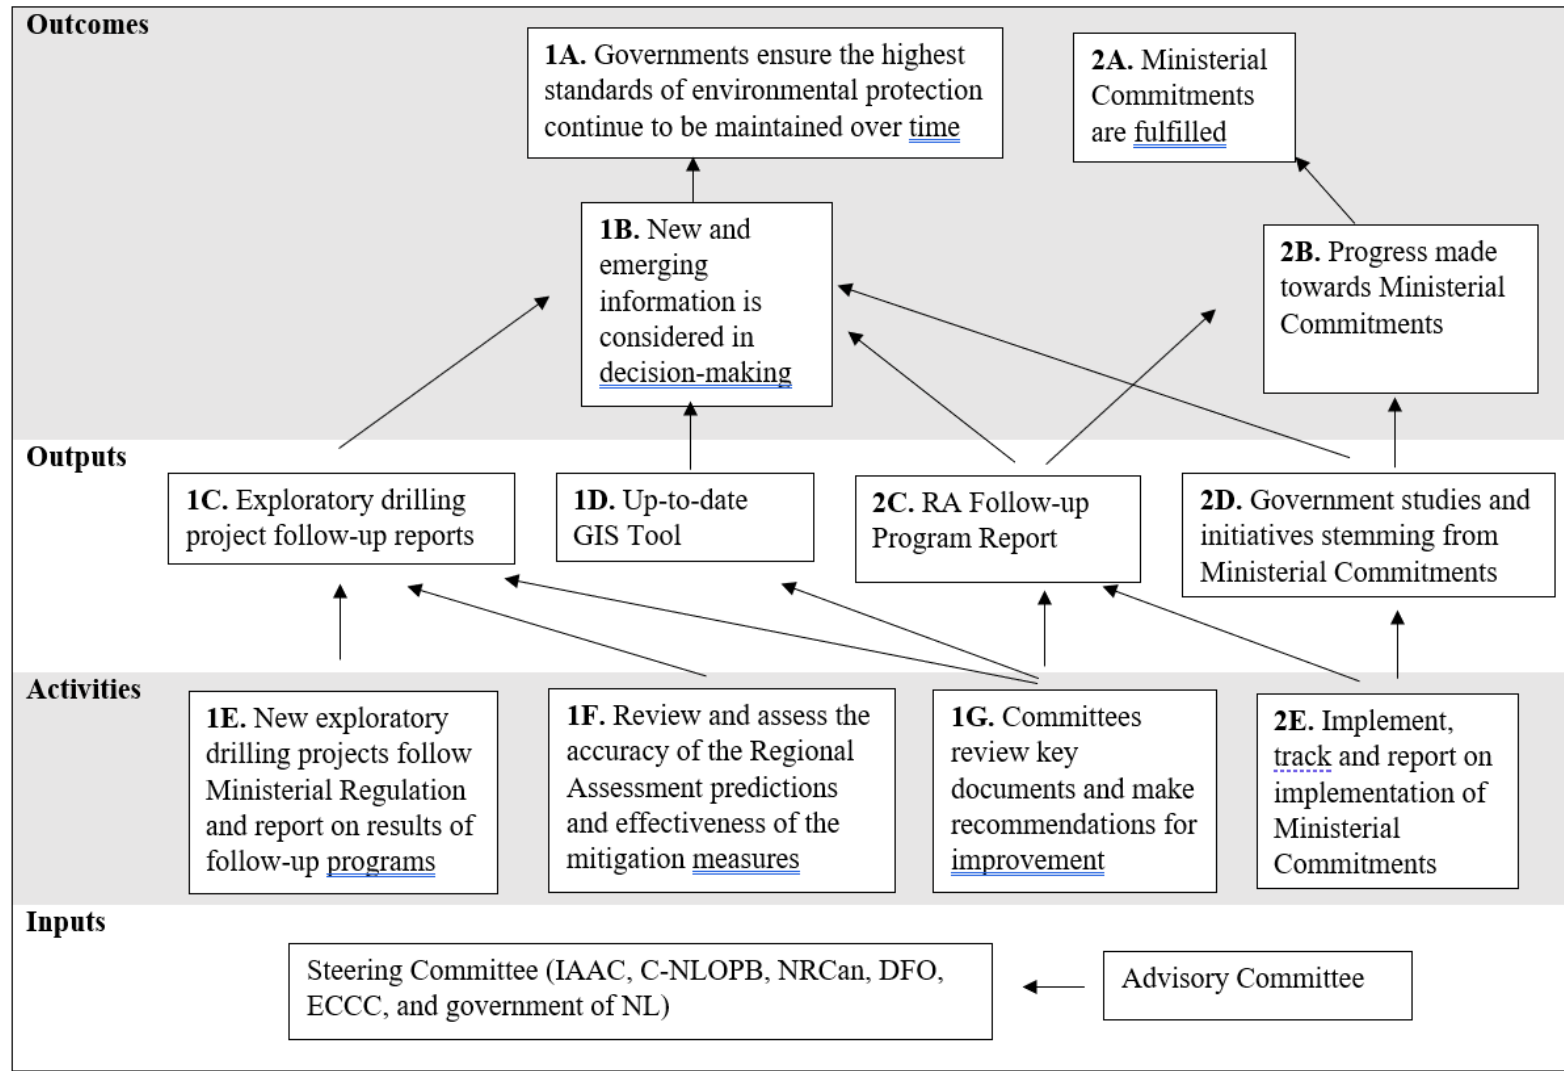 Outcomes
1A. Governments ensure the highest
standards of environmental protection
continue to be maintained over time
2A. Ministerial
Commitments
are fulfilled
1B. New and
emerging
information is
considered in
decision-making
2B. Progress made
towards Ministerial
Commitments
Outputs
1C. Exploratory drilling
project follow-up reports
1D. Up-to-date
GIS Tool
2C. RA Follow-up
Program Report
2D. Government studies and
initiatives stemming from
Ministerial Commitments
Activities
1E. New exploratory
drilling projects follow
Ministerial Regulation
and report on results of
follow-up programs
1F. Review and assess the
accuracy of the Regional
Assessment predictions
and effectiveness of the
mitigation measures
1G. Committees
review key
documents and make
recommendations for
improvement
2E. Implement,
track and report on
implementation of
Ministerial
Commitments
Inputs
Steering Committee (IAAC, C-NLOPB, NRCan, DFO,
ECCC, and government of NL)
Advisory Committee